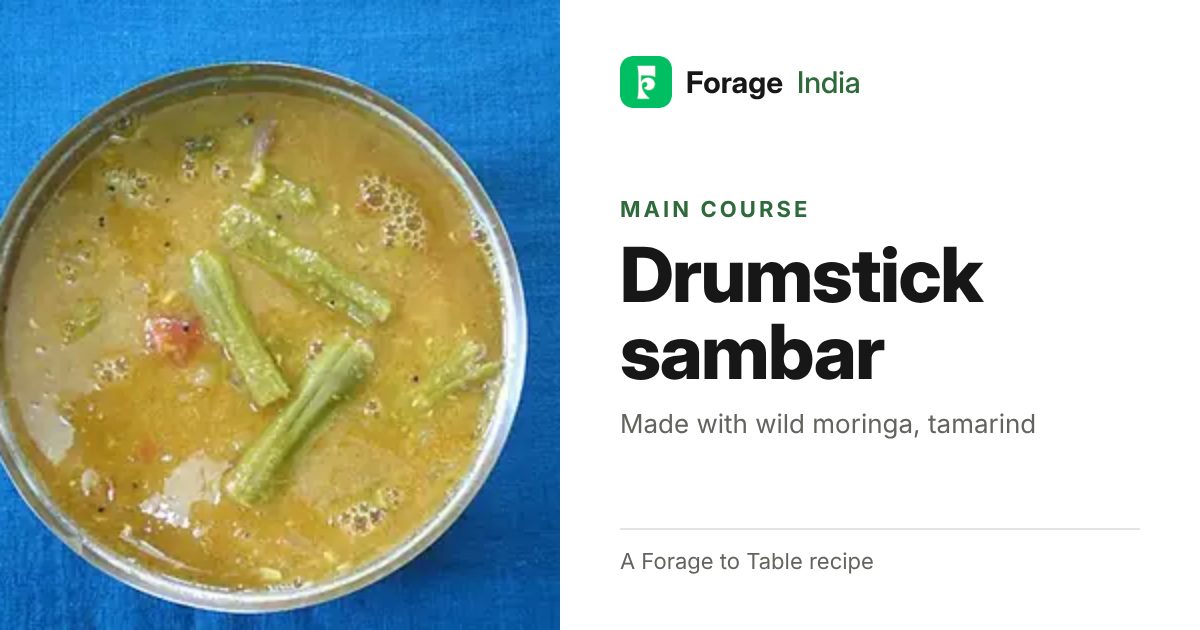 Forage India
MAIN COURSE
Drumstick
sambar
Made with wild moringa, tamarind
A Forage to Table recipe